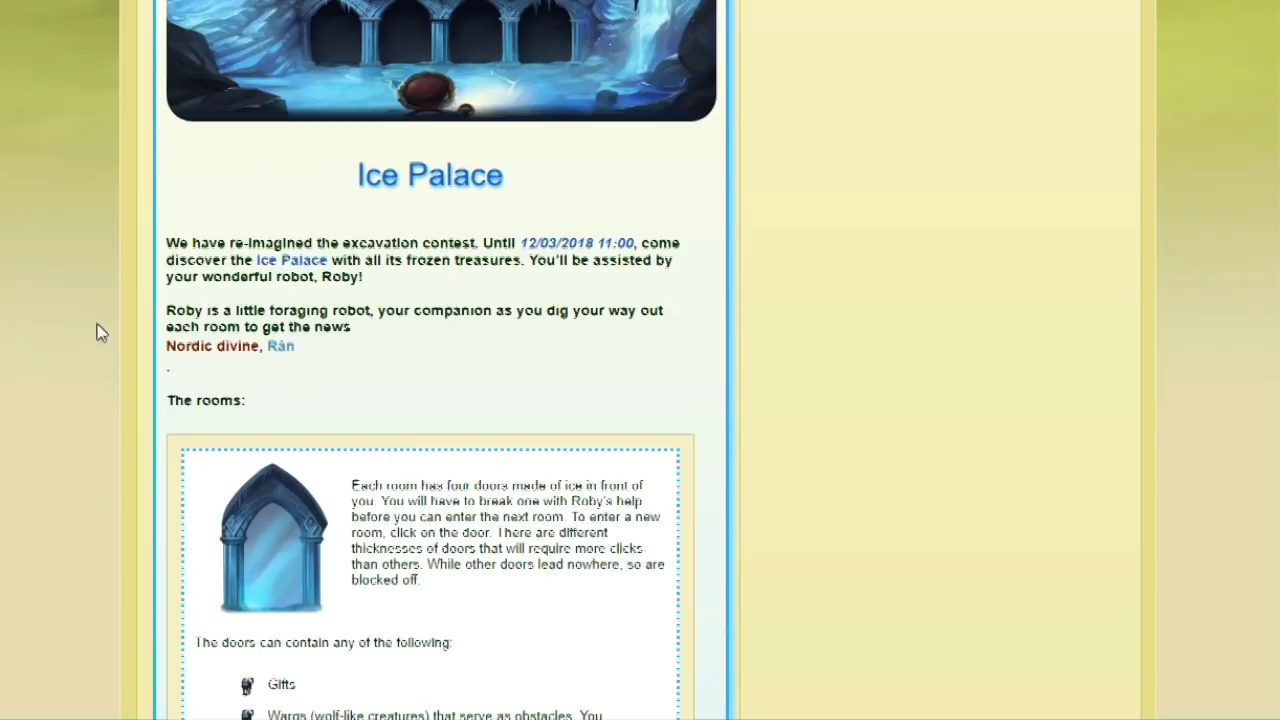 Ice Palace
We have re-imagined the excavation contest. Until 12/03/2018 11:00, come
discover the Ice Palace with all its frozen treasures. You'll be assisted by
your wonderful robot, Roby!
Roby is a little foraging robot, your companion as you dig your way out
each room to get the news
Nordic divine, Rán
.
The rooms:
Each room has four doors made of ice in front of
you. You will have to break one with Roby's help
before you can enter the next room. To enter a new
room, click on the door. There are different
thicknesses of doors that will require more clicks
than others. While other doors lead nowhere, so are
blocked off.
The doors can contain any of the following:
Gifts
Wargs (wolf-like creatures) that serve as obstacles. You